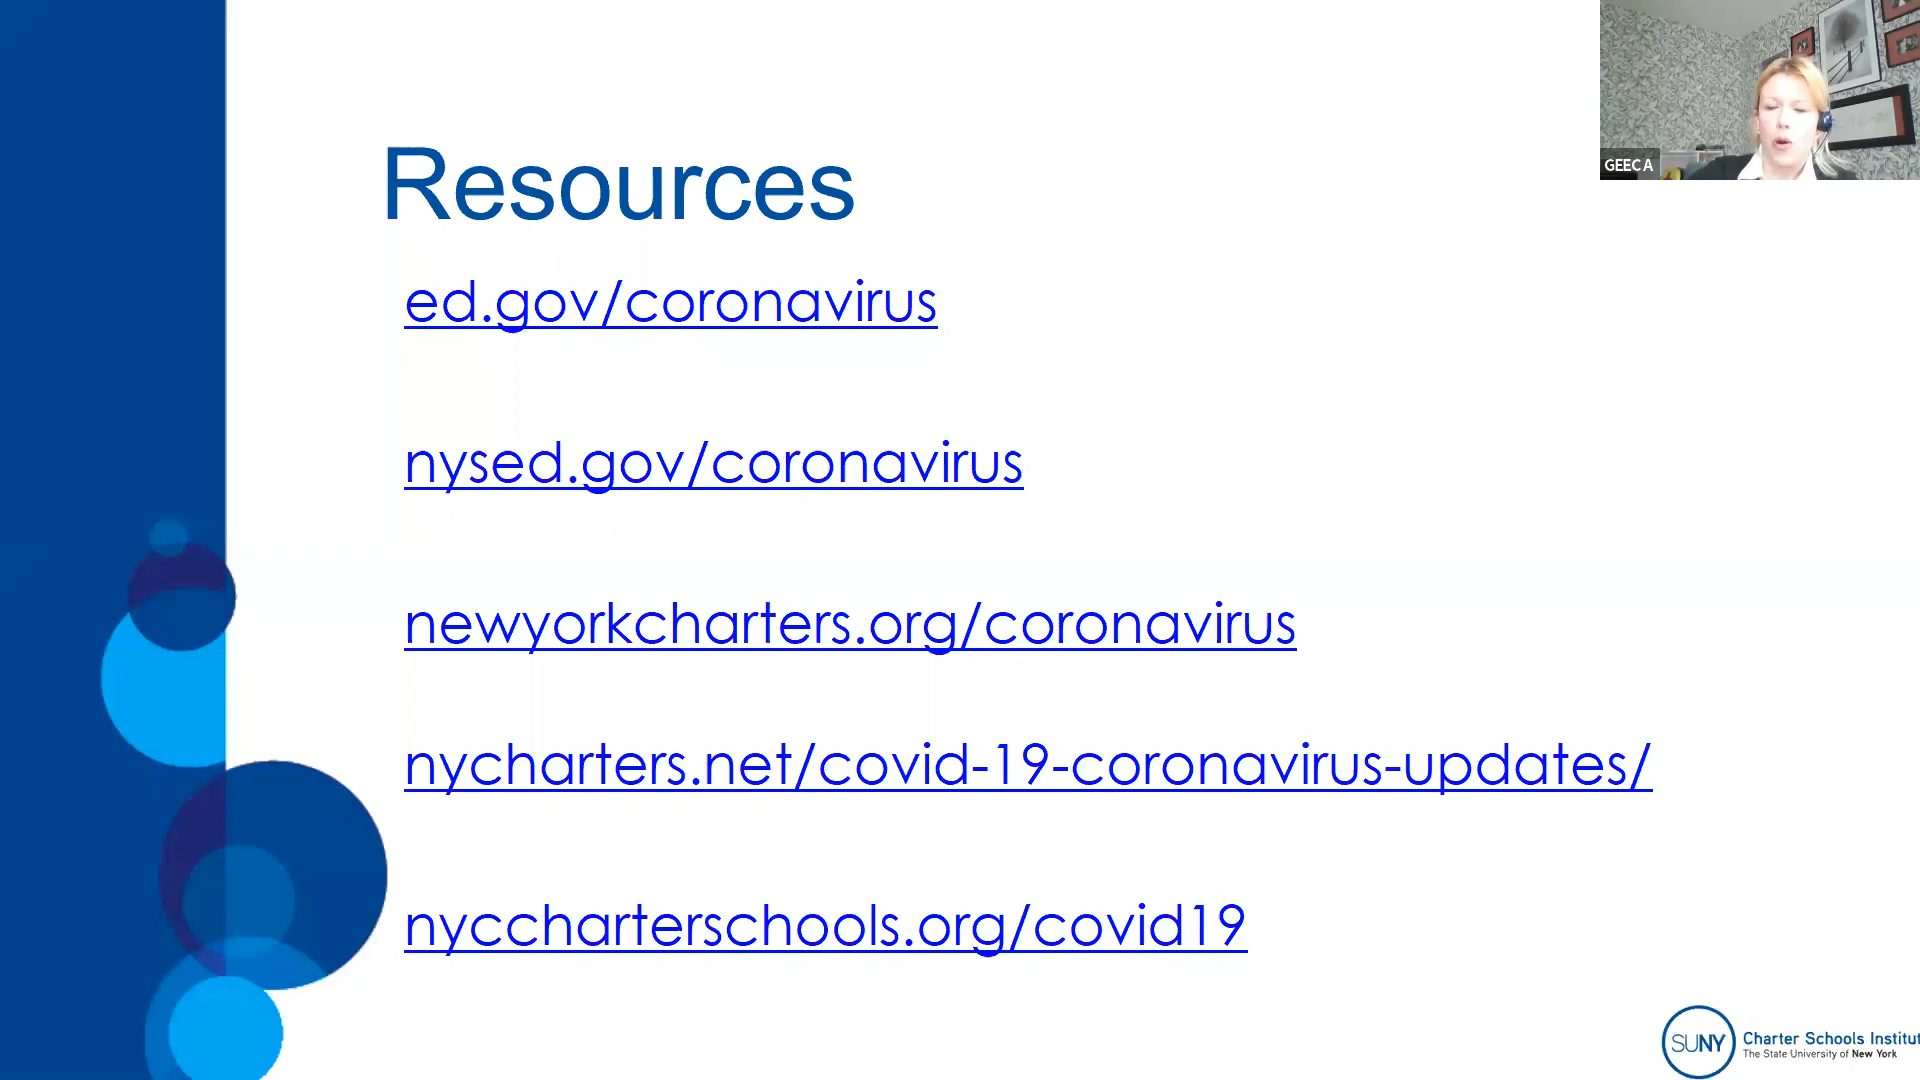 GEECA
Resources
ed.gov/coronavirus
nysed.gov/coronavirus
newyorkcharters.org/coronavirus
nycharters.net/covid-19-coronavirus-updates/
nyccharterschools.org/covid19
SUNY
Charter Schools Institut
The State University of New York